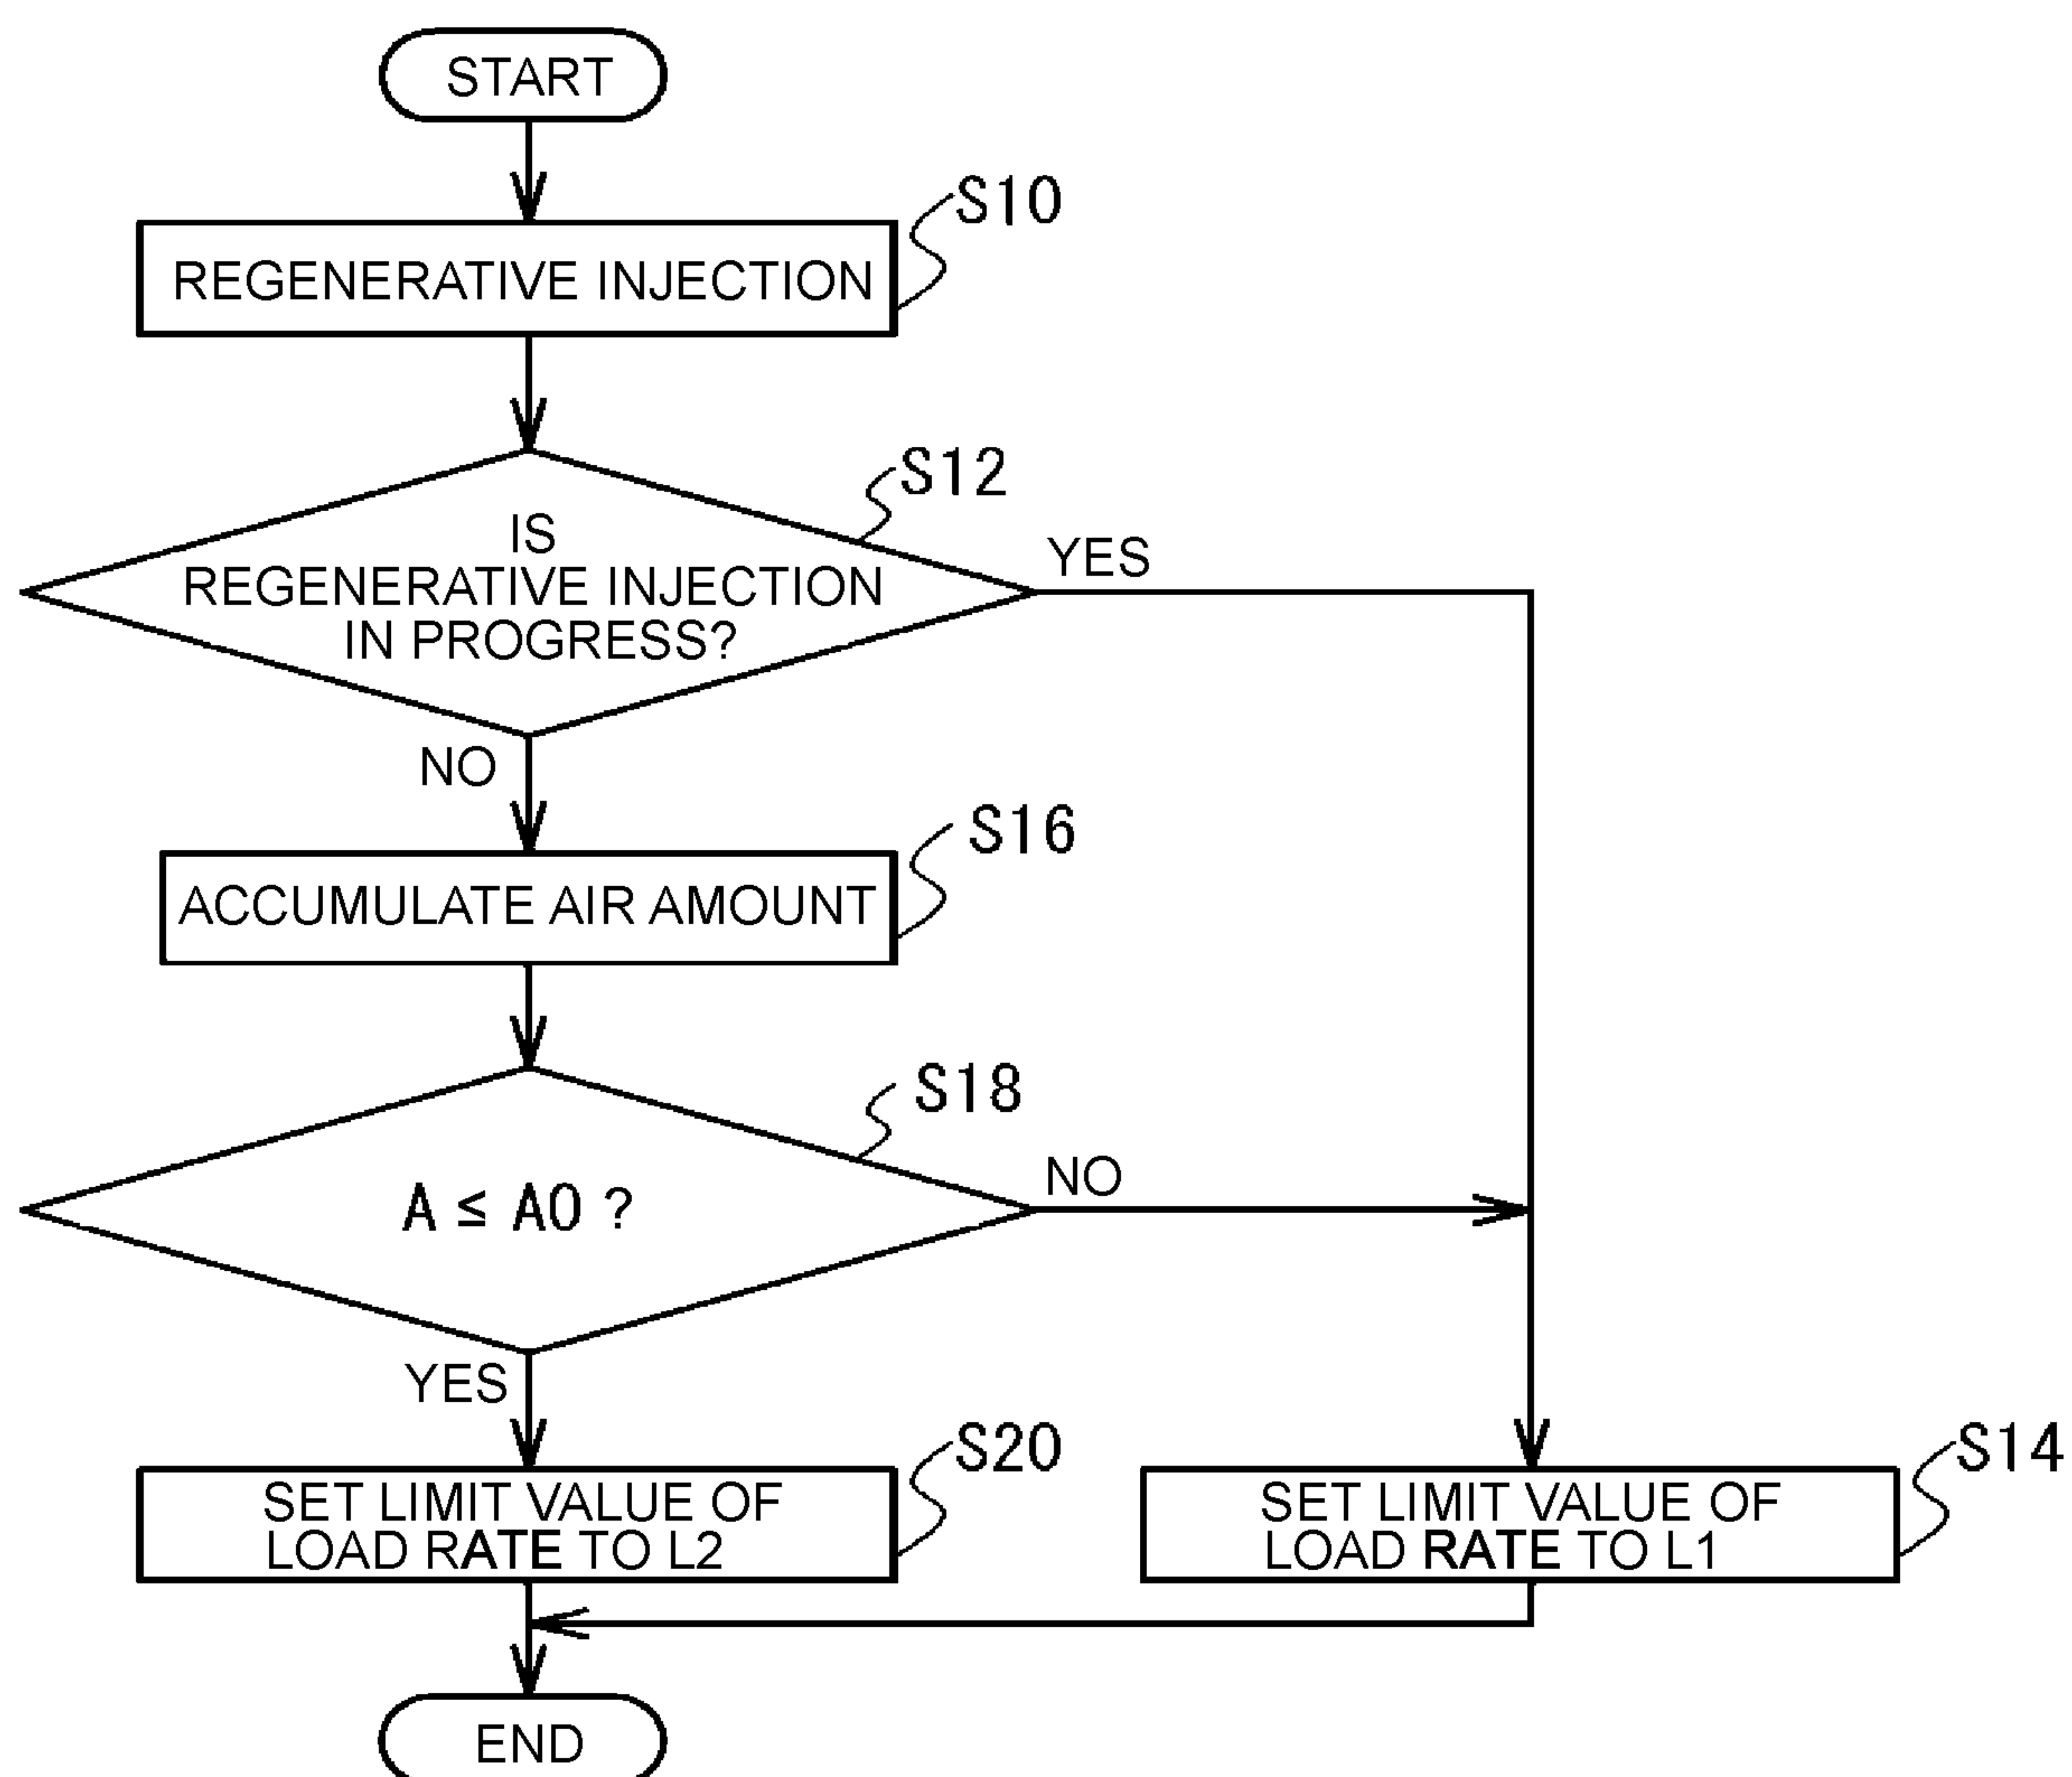 START
S10
REGENERATIVE INJECTION
S12
IS
REGENERATIVE INJECTION
IN PROGRESS?
YES
NO
S16
ACCUMULATE AIR AMOUNT
S18
A ≤ A0 ?
NO
YES
S20
SET LIMIT VALUE OF
LOAD RATE TO L2
S14
SET LIMIT VALUE OF
LOAD RATE TO L1
END